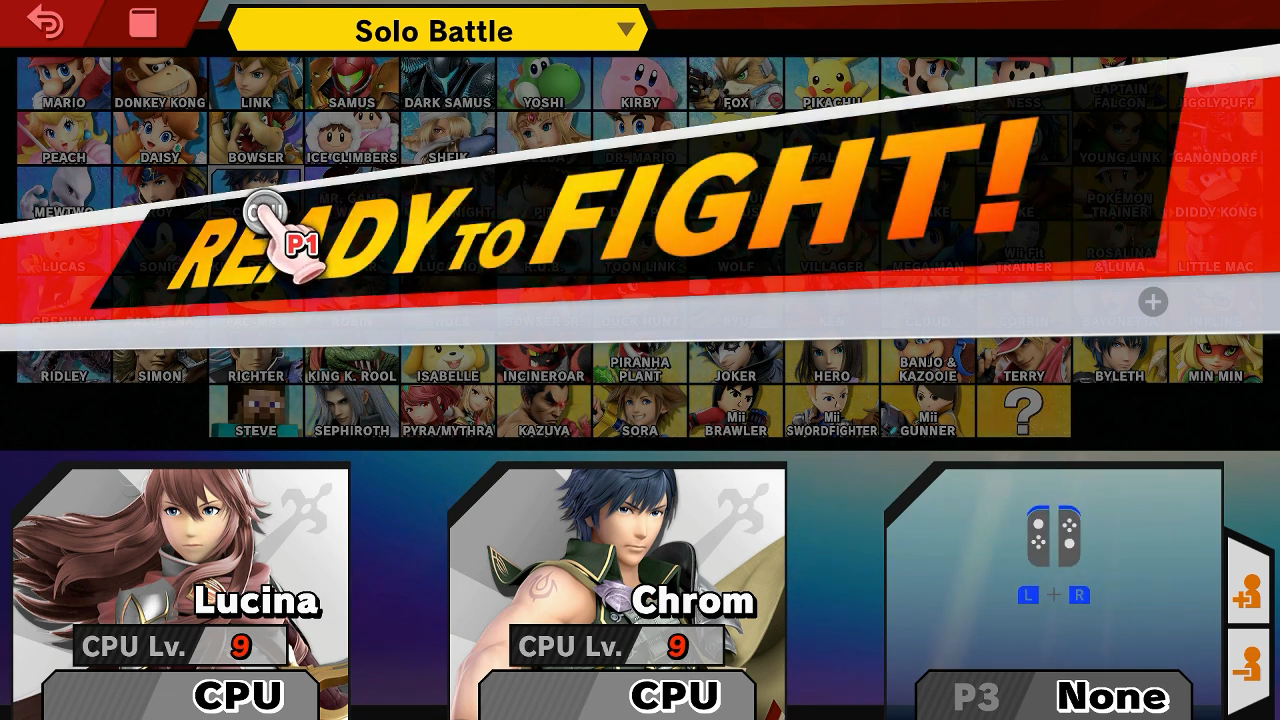 Solo Battle
MARIO DONKEY KONG LINK SAMUS DARK SAMUS YOSHI KIRBY FOX PIKACHU NESS CAPTAIN FALCON JIGGLYPUFF
PEACH DAISY BOWSER ICE CLIMBERS SHEIK ZELDA DR. MARIO YOUNG LINK GANONDORF
MEWTWO POKÉMON TRAINER DIDDY KONG
READY TO FIGHT!
P1
LUCAS SONIC R.O.B. TOON LINK WOLF VILLAGER MEGA MAN Wii Fit TRAINER ROSALINA & LUMA LITTLE MAC
RIDLEY SIMON RICHTER KING K. ROOL ISABELLE INCINEROAR PIRANHA PLANT JOKER HERO BANJO & KAZOOIE TERRY BYLETH MIN MIN
STEVE SEPHIROTH PYRA/MYTHRA KAZUYA SORA Mii BRAWLER Mii SWORDFIGHTER Mii GUNNER ?
Lucina
CPU Lv. 9
CPU
Chrom
CPU Lv. 9
CPU
L + R
P3 None